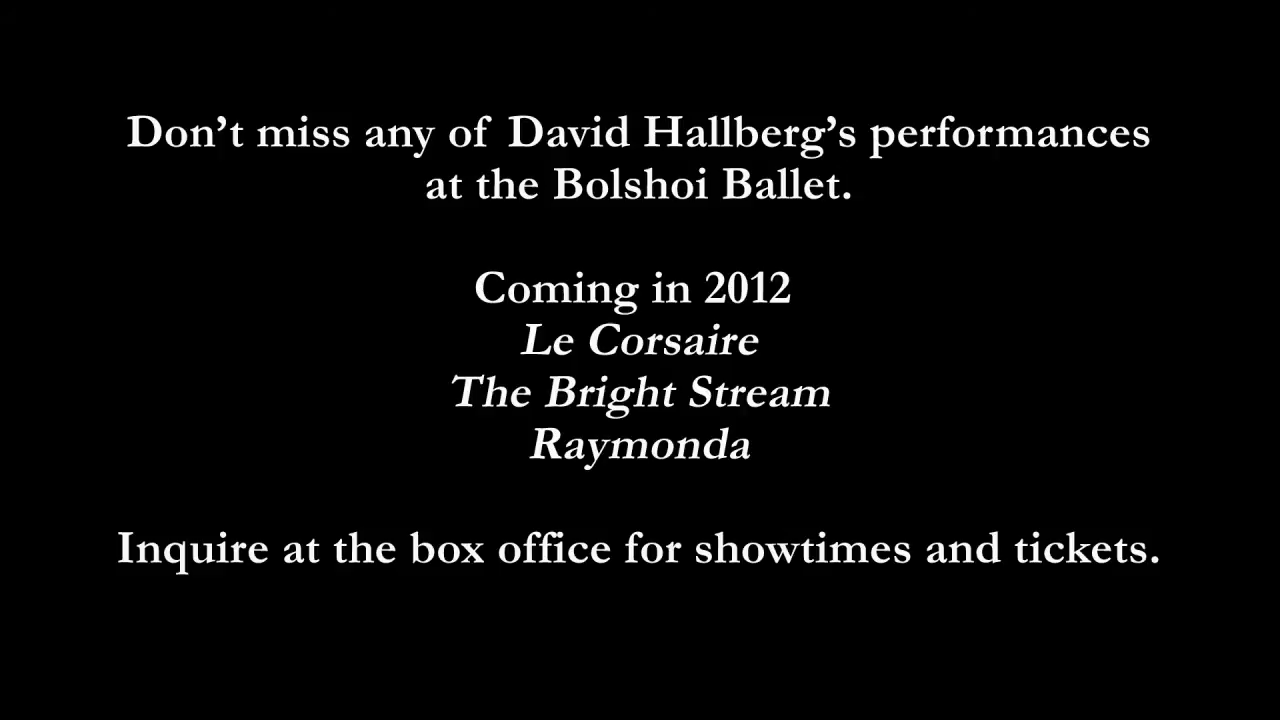 Don’t miss any of David Hallberg’s performances
at the Bolshoi Ballet.
Coming in 2012
Le Corsaire
The Bright Stream
Raymonda
Inquire at the box office for showtimes and tickets.